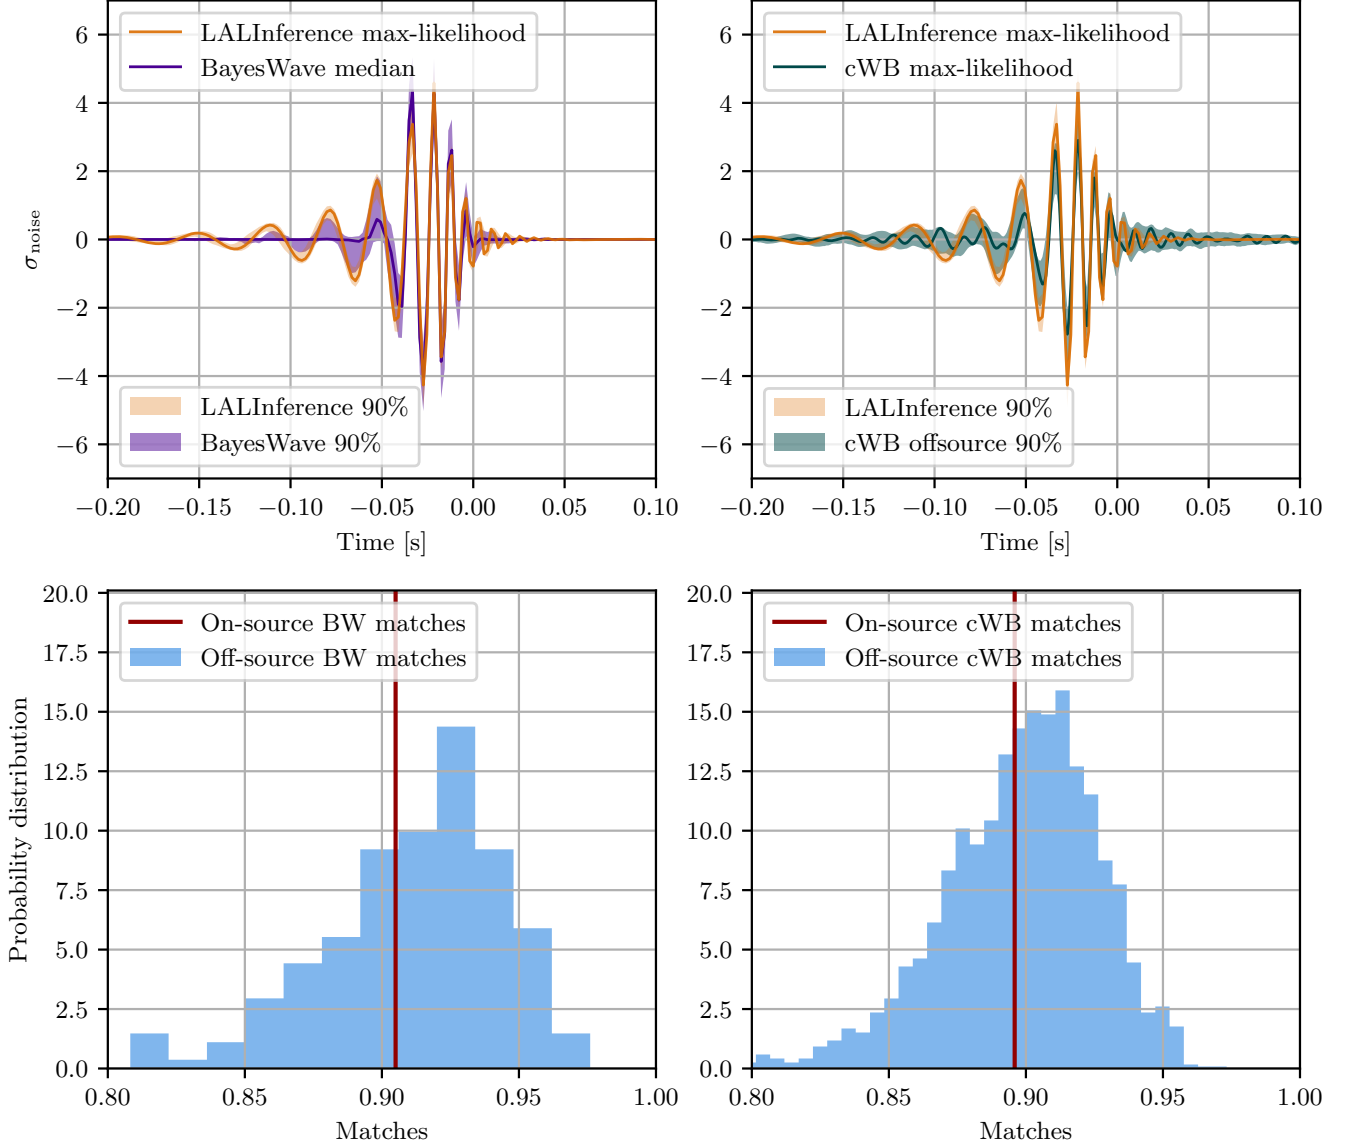 LALInference max-likelihood
BayesWave median
6
4
2
0
−2
−4
−6
σnoise
LALInference 90%
BayesWave 90%
−0.20 −0.15 −0.10 −0.05 0.00 0.05 0.10
Time [s]
LALInference max-likelihood
cWB max-likelihood
6
4
2
0
−2
−4
−6
LALInference 90%
cWB offsource 90%
−0.20 −0.15 −0.10 −0.05 0.00 0.05 0.10
Time [s]
On-source BW matches
Off-source BW matches
20.0
17.5
15.0
12.5
10.0
7.5
5.0
2.5
0.0
Probability distribution
0.80 0.85 0.90 0.95 1.00
Matches
On-source cWB matches
Off-source cWB matches
20.0
17.5
15.0
12.5
10.0
7.5
5.0
2.5
0.0
0.80 0.85 0.90 0.95 1.00
Matches